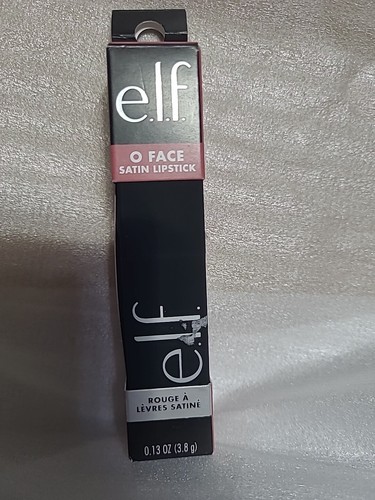 e.l.f.
O FACE
SATIN LIPSTICK
e.l.f.
ROUGE À
LÈVRES SATINÉ
0.13 OZ (3.8 g)